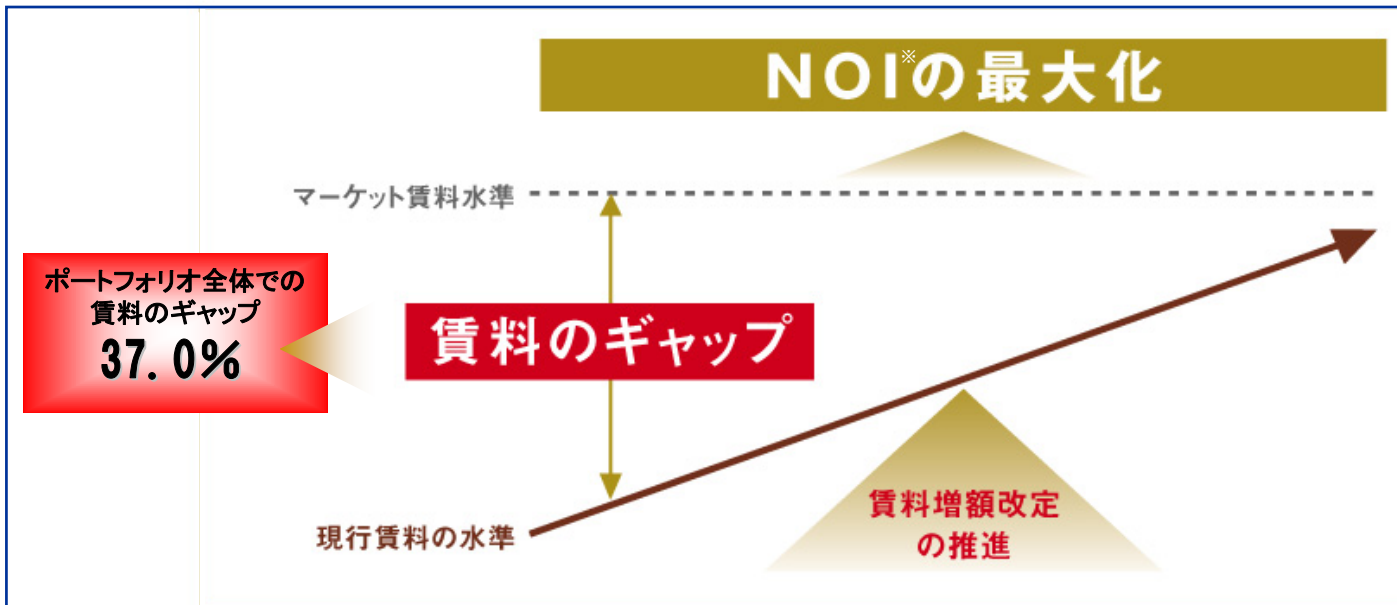 NOI※の最大化
マーケット賃料水準
ポートフォリオ全体での
賃料のギャップ
37.0%
賃料のギャップ
現行賃料の水準
賃料増額改定
の推進